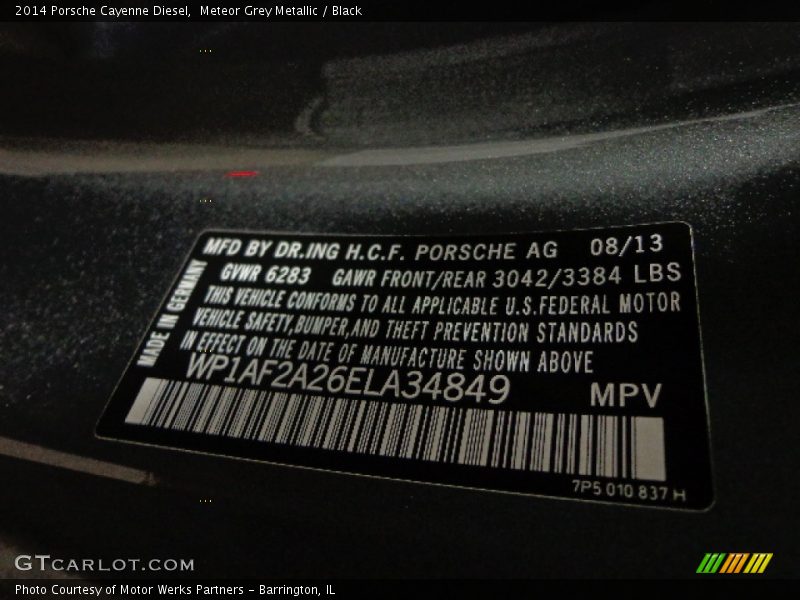 2014 Porsche Cayenne Diesel,  Meteor Grey Metallic / Black
MFD BY DR.ING H.C.F. PORSCHE AG 08/13
GVWR 6283 GAWR FRONT/REAR 3042/3384 LBS
THIS VEHICLE CONFORMS TO ALL APPLICABLE U.S.FEDERAL MOTOR
VEHICLE SAFETY,BUMPER,AND THEFT PREVENTION STANDARDS
IN EFFECT ON THE DATE OF MANUFACTURE SHOWN ABOVE
MADE IN GERMANY
WP1AF2A26ELA34849 MPV
7P5 010 837 H
GTCARLOT.COM
Photo Courtesy of Motor Werks Partners - Barrington, IL